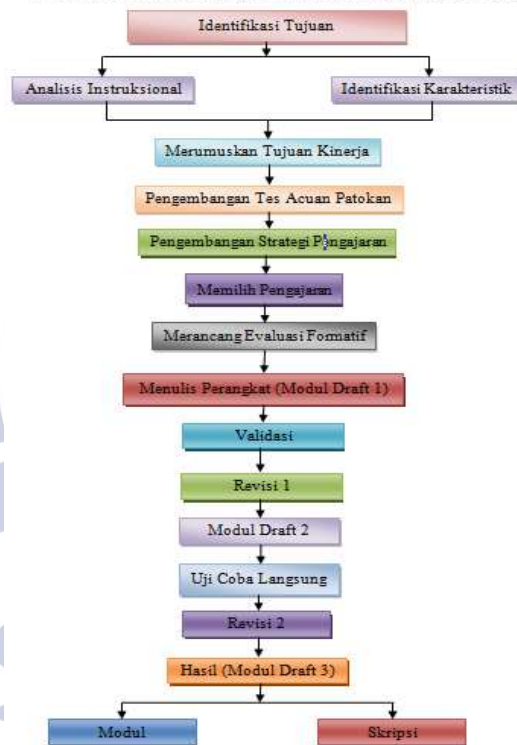 Identifikasi Tujuan
Analisis Instruksional
Identifikasi Karakteristik
Merumuskan Tujuan Kinerja
Pengembangan Tes Acuan Patokan
Pengembangan Strategi Pengajaran
Memilih Pengajaran
Merancang Evaluasi Formatif
Menulis Perangkat (Modul Draft 1)
Validasi
Revisi 1
Modul Draft 2
Uji Coba Langsung
Revisi 2
Hasil (Modul Draft 3)
Modul
Skripsi